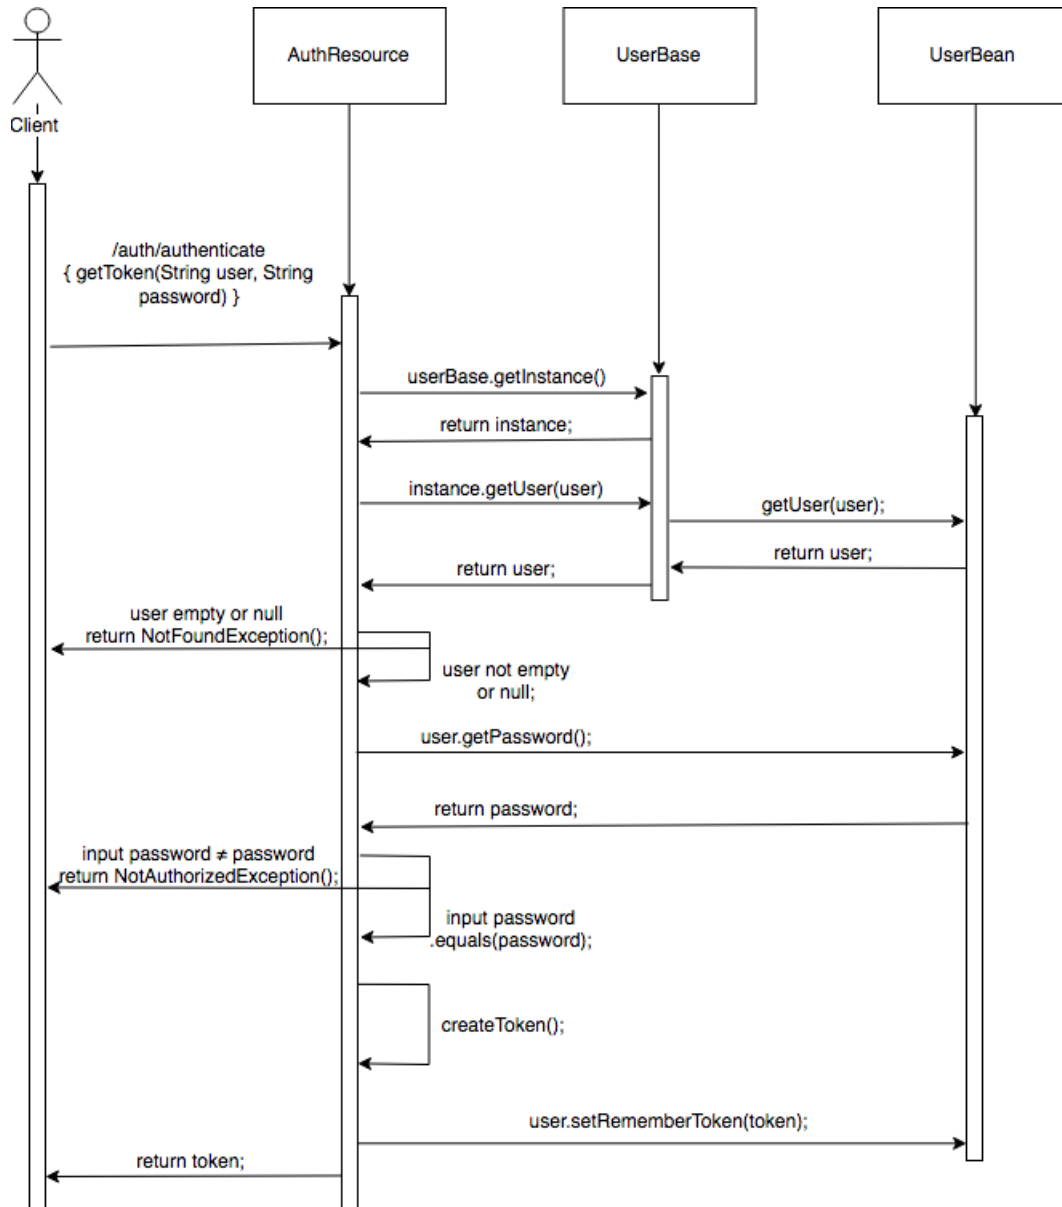 AuthResource
UserBase
UserBean
Client
/auth/authenticate
{ getToken(String user, String
password) }
userBase.getInstance()
return instance;
instance.getUser(user)
getUser(user);
return user;
return user;
user empty or null
return NotFoundException();
user not empty
or null;
user.getPassword();
return password;
input password ≠ password
return NotAuthorizedException();
input password
.equals(password);
createToken();
user.setRememberToken(token);
return token;